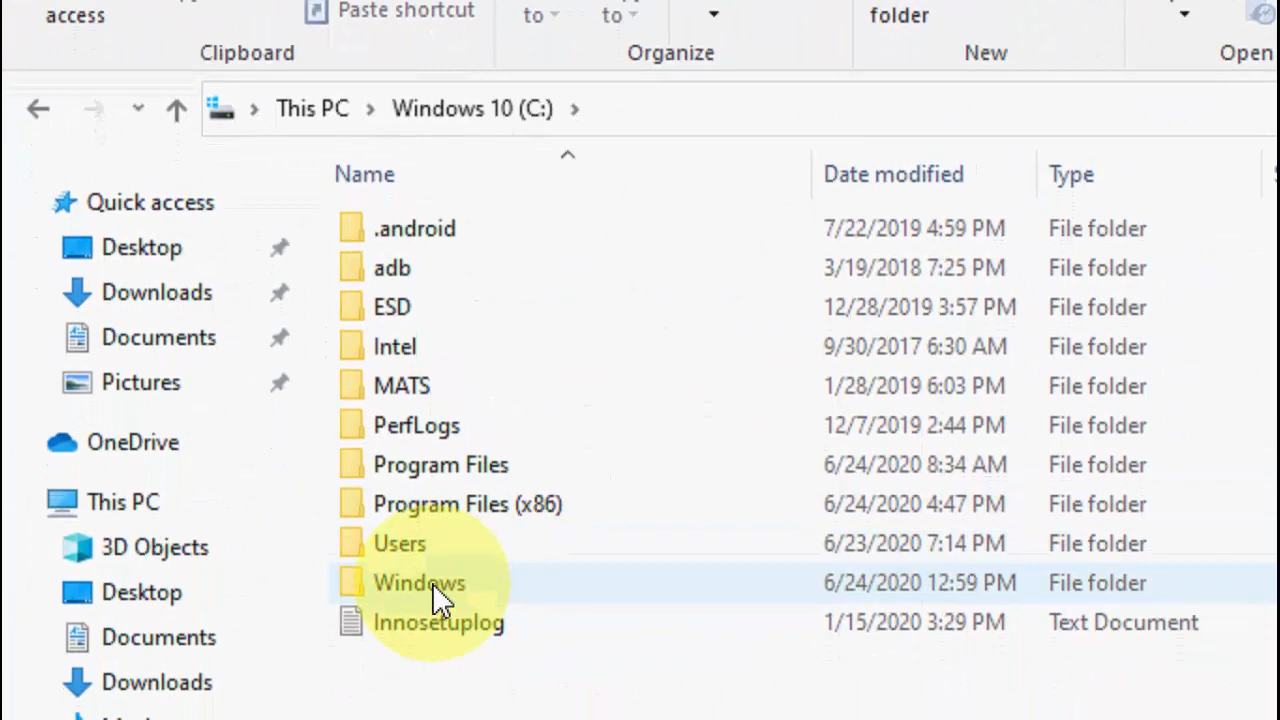 access
Paste shortcut
to
to
folder
Clipboard
Organize
New
Open
This PC
Windows 10 (C:)
Name
Date modified
Type
Quick access
Desktop
Downloads
Documents
Pictures
OneDrive
This PC
3D Objects
Desktop
Documents
Downloads
.android 7/22/2019 4:59 PM File folder
adb 3/19/2018 7:25 PM File folder
ESD 12/28/2019 3:57 PM File folder
Intel 9/30/2017 6:30 AM File folder
MATS 1/28/2019 6:03 PM File folder
PerfLogs 12/7/2019 2:44 PM File folder
Program Files 6/24/2020 8:34 AM File folder
Program Files (x86) 6/24/2020 4:47 PM File folder
Users 6/23/2020 7:14 PM File folder
Windows 6/24/2020 12:59 PM File folder
Innosetuplog 1/15/2020 3:29 PM Text Document